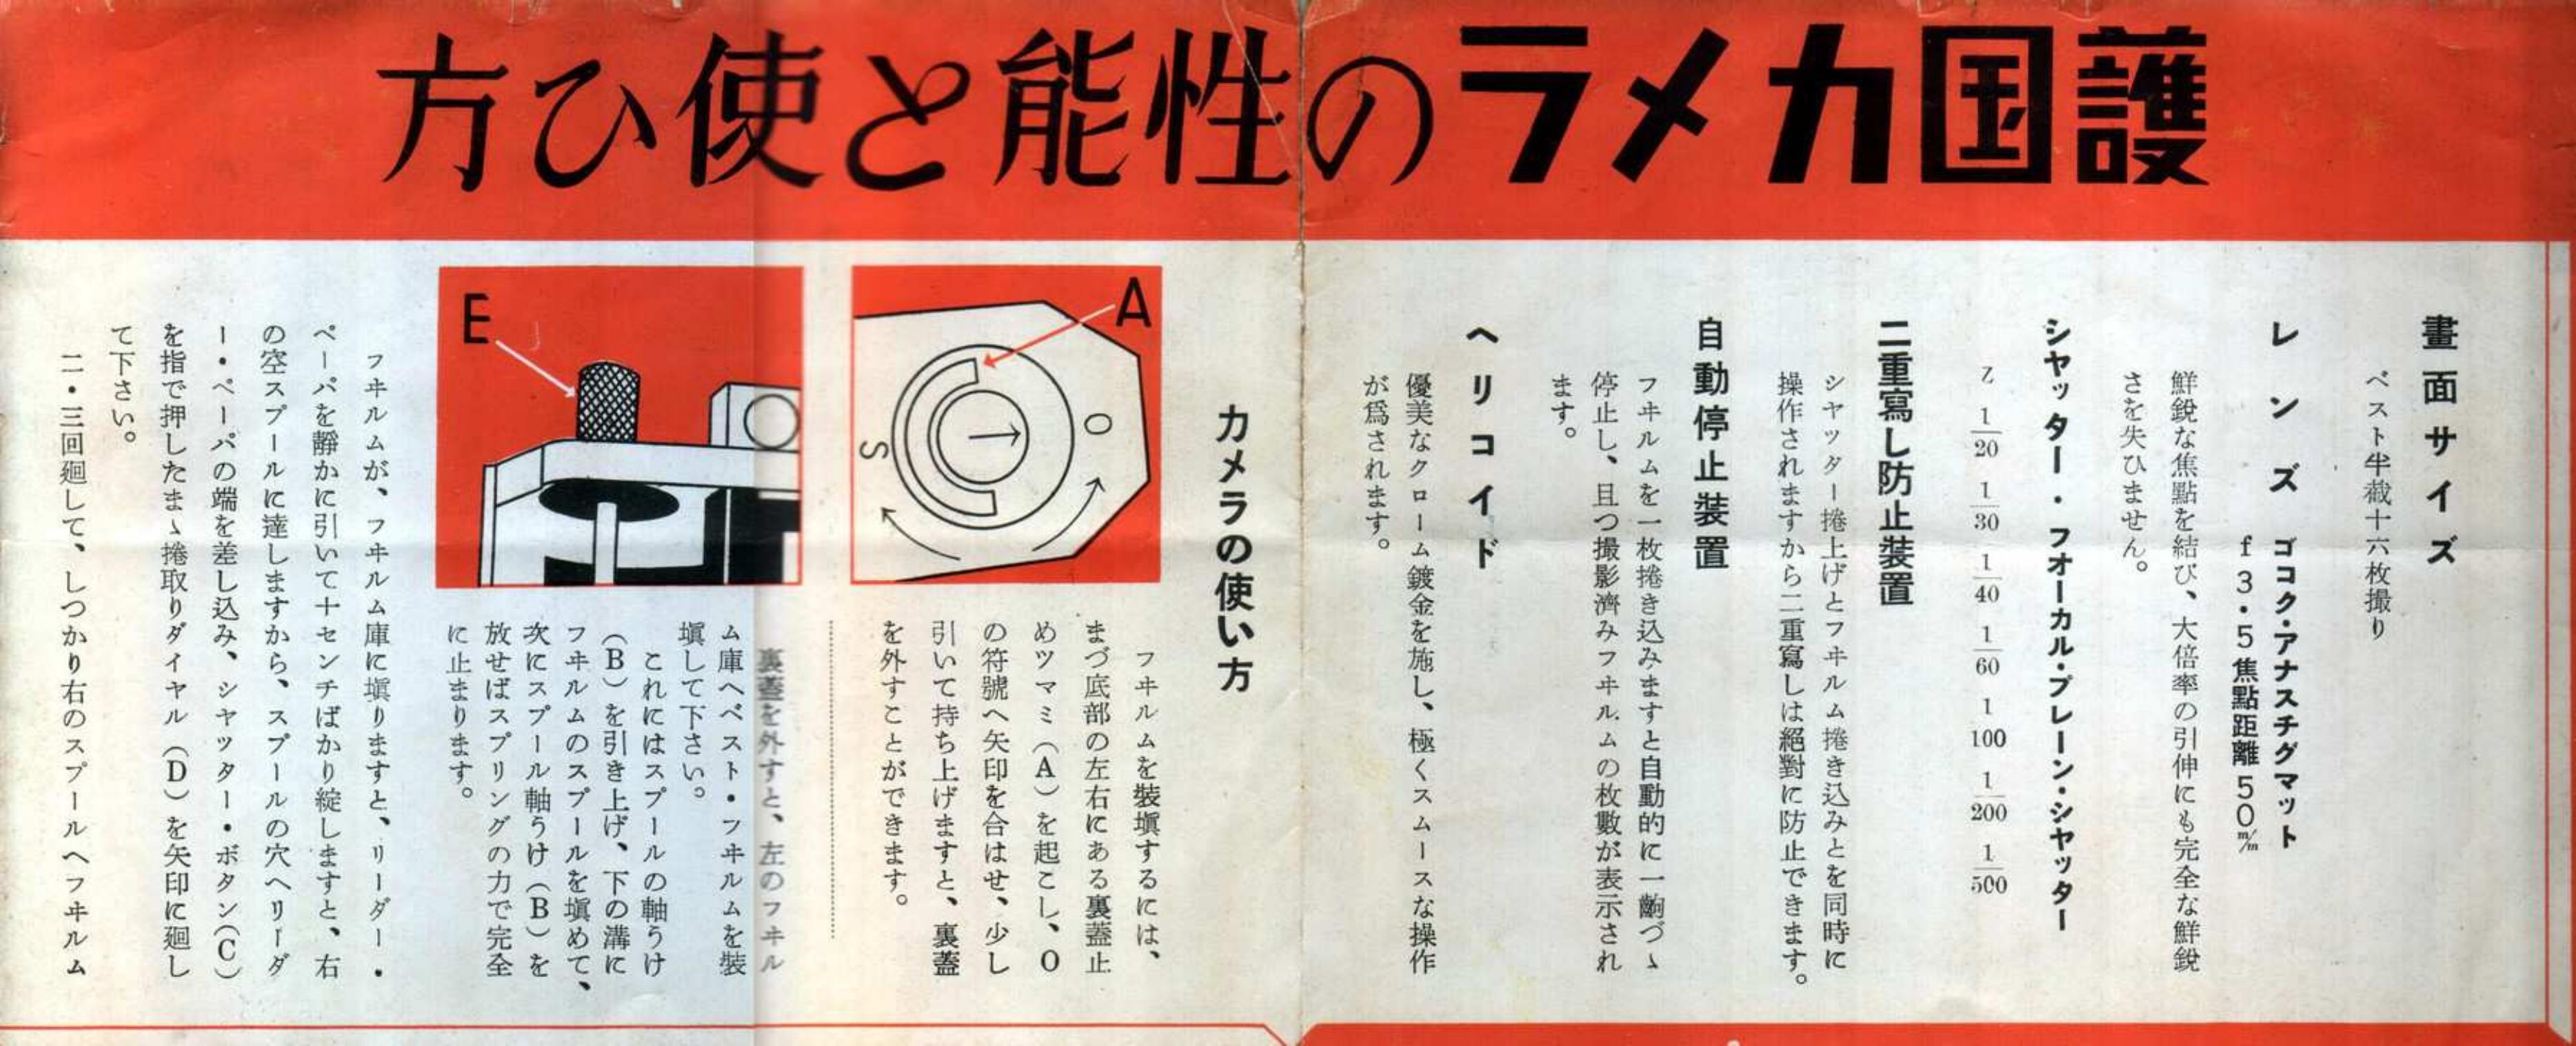 護国カメラの性能と使ひ方
畫面サイズ
ベスト半截十六枚撮り
レンズ
ゴコク・アナスチグマット
f3・5焦點距離50m/m
鮮銳な焦點を結び、大倍率の引伸にも完全な鮮銳
さを失ひません。
シヤッター・フオーカル・プレーン・シヤッター
Z 1/20 1/30 1/40 1/60 1/100 1/200 1/500
二重寫し防止裝置
シヤッター捲上げとフヰルム捲き込みとを同時に
操作されますから二重寫しは絕對に防止できます。
自動停止裝置
フヰルムを一枚捲き込みますと自動的に一齣づゝ
停止し、且つ撮影濟みフヰルムの枚數が表示され
ます。
ヘリコイド
優美なクローム鍍金を施し、極くスムースな操作
が爲されます。
カメラの使い方
A
O
S
フヰルムを裝塡するには、
まづ底部の左右にある裏蓋止
めツマミ（A）を起こし、O
の符號へ矢印を合はせ、少し
引いて持ち上げますと、裏蓋
を外すことができます。
E
裏蓋を外すと、左のフヰル
ム庫へベスト・フヰルムを裝
塡して下さい。
これにはスプールの軸うけ
（B）を引き上げ、下の溝に
フヰルムのスプールを塡めて、
次にスプール軸うけ（B）を
放せばスプリングの力で完全
に止まります。
フヰルムが、フヰルム庫に塡りますと、リーダー・
ペーパを靜かに引いて十センチばかり綻しますと、右
の空スプールに達しますから、スプールの穴へリーダ
ー・ペーパの端を差し込み、シヤッター・ボタン（C）
を指で押したまゝ捲取りダイヤル（D）を矢印に廻し
て下さい。
二・三回廻して、しつかり右のスプールへフヰルム